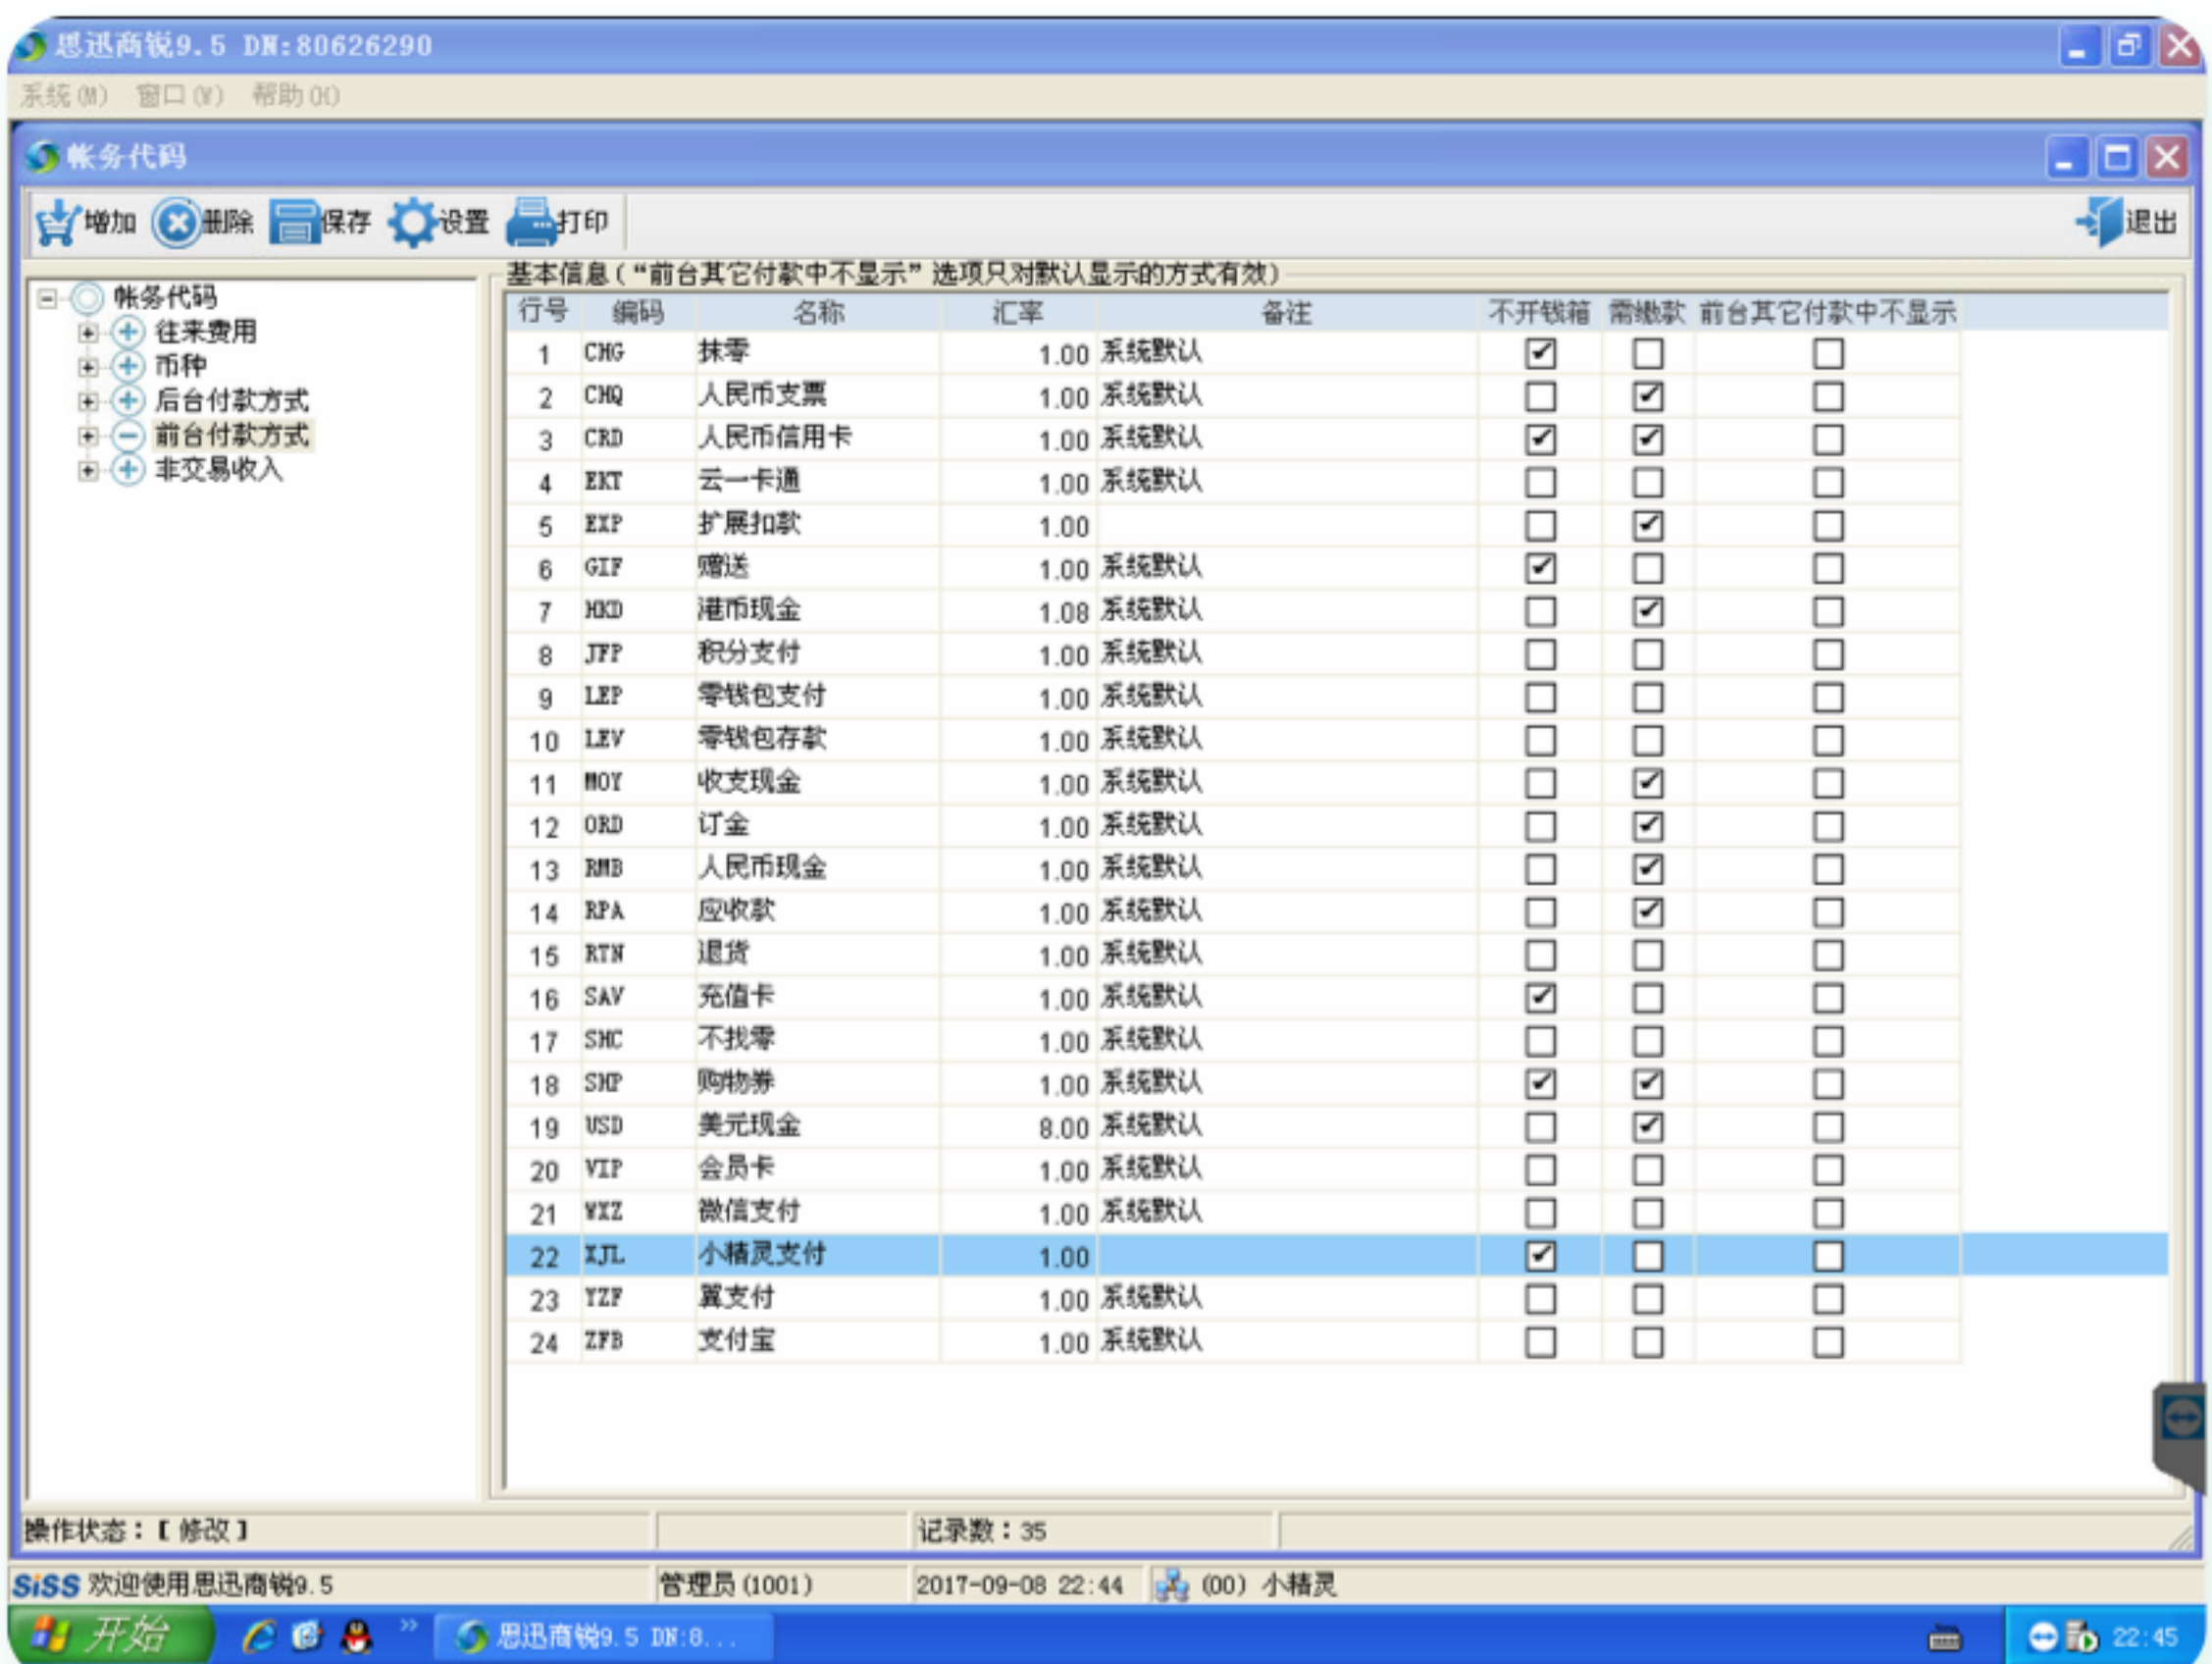 思迅商锐9.5 DN:80626290
系统(M) 窗口(W) 帮助(H)
帐务代码
增加 删除 保存 设置 打印 退出
帐务代码
往来费用
币种
后台付款方式
前台付款方式
非交易收入
基本信息(“前台其它付款中不显示”选项只对默认显示的方式有效)
行号 编码 名称 汇率 备注 不开钱箱 需缴款 前台其它付款中不显示
1 CHG 抹零 1.00 系统默认
2 CHQ 人民币支票 1.00 系统默认
3 CRD 人民币信用卡 1.00 系统默认
4 EKT 云一卡通 1.00 系统默认
5 EXP 扩展扣款 1.00
6 GIF 赠送 1.00 系统默认
7 HKD 港币现金 1.08 系统默认
8 JFP 积分支付 1.00 系统默认
9 LEP 零钱包支付 1.00 系统默认
10 LEV 零钱包存款 1.00 系统默认
11 MOY 收支现金 1.00 系统默认
12 ORD 订金 1.00 系统默认
13 RMB 人民币现金 1.00 系统默认
14 RPA 应收款 1.00 系统默认
15 RTN 退货 1.00 系统默认
16 SAV 充值卡 1.00 系统默认
17 SHC 不找零 1.00 系统默认
18 SHP 购物券 1.00 系统默认
19 USD 美元现金 8.00 系统默认
20 VIP 会员卡 1.00 系统默认
21 WXZ 微信支付 1.00 系统默认
22 XJL 小精灵支付 1.00
23 YZF 翼支付 1.00 系统默认
24 ZFB 支付宝 1.00 系统默认
操作状态：【修改】 记录数：35
SiSS 欢迎使用思迅商锐9.5 管理员(1001) 2017-09-08 22:44 (00) 小精灵
开始 » 思迅商锐9.5 DN:8... 22:45